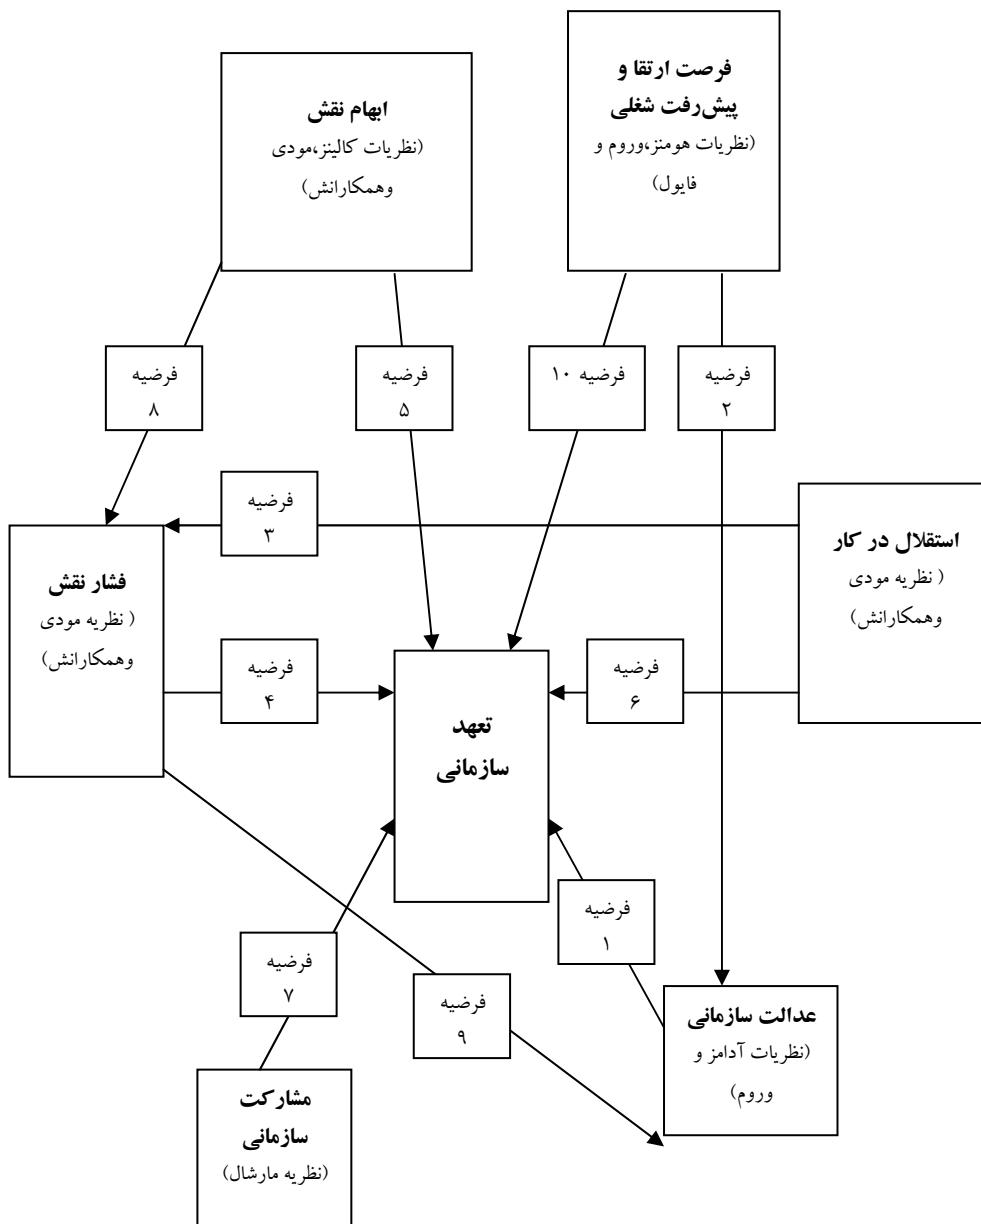 فرصت ارتقا و
پیش‌رفت شغلی
(نظریات هومنز،وروم و
فایول)
ابهام نقش
(نظریات کالینز،مودی
وهمکارانش)
فرضیه
۲
فرضیه ۱۰
فرضیه
۵
فرضیه
۸
استقلال در کار
( نظریه مودی
وهمکارانش)
فرضیه
۳
فشار نقش
( نظریه مودی
وهمکارانش)
فرضیه
۶
فرضیه
۴
تعهد
سازمانی
فرضیه
۱
فرضیه
۷
فرضیه
۹
عدالت سازمانی
(نظریات آدامز و
وروم)
مشارکت
سازمانی
(نظریه مارشال)